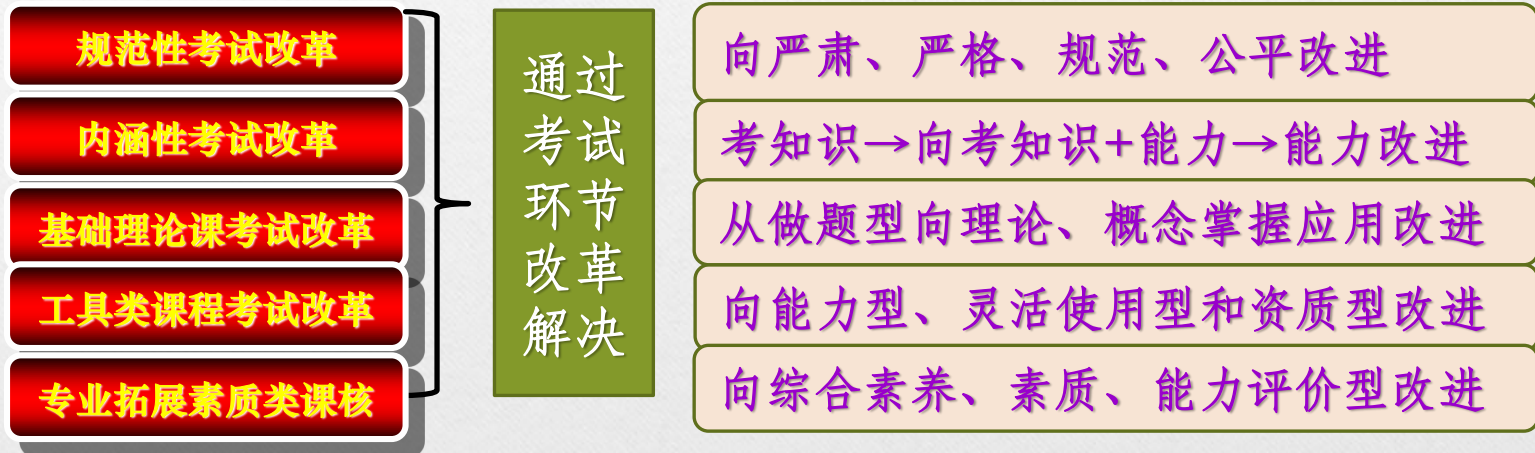 规范性考试改革
内涵性考试改革
基础理论课考试改革
工具类课程考试改革
专业拓展素质类课核
通过
考试
环节
改革
解决
向严肃、严格、规范、公平改进
考知识→向考知识+能力→能力改进
从做题型向理论、概念掌握应用改进
向能力型、灵活使用型和资质型改进
向综合素养、素质、能力评价型改进